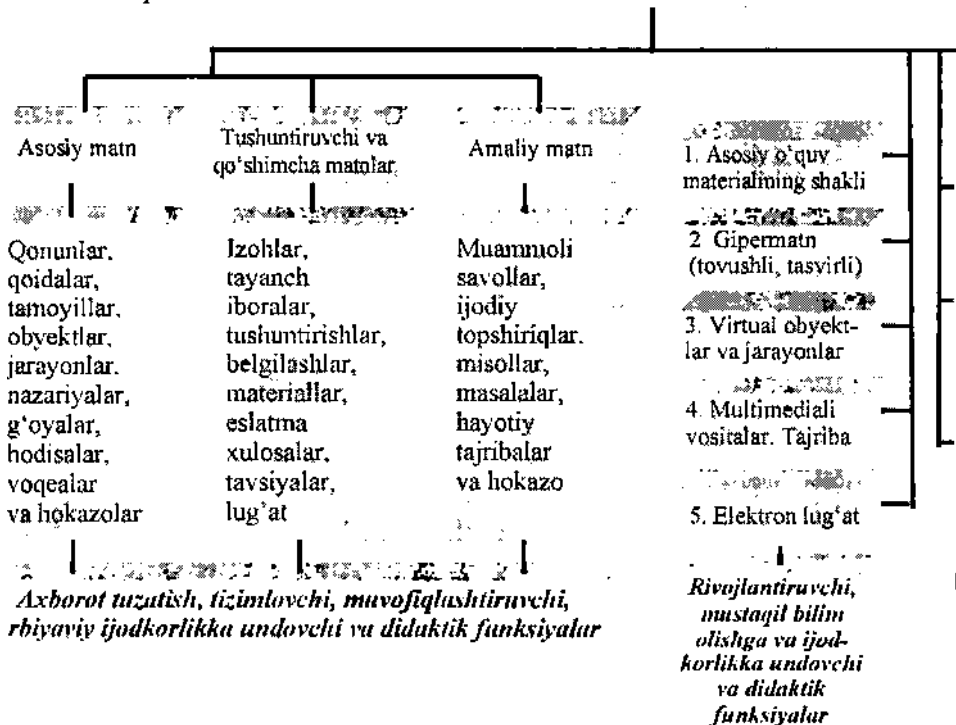 Asosiy matn
Qonunlar,
qoidalar,
tamoyillar,
obyektlar,
jarayonlar.
nazariyalar,
g‘oyalar,
hodisalar,
voqealar
va hokazolar
Tushuntiruvchi va
qo‘shimcha matnlar
Izohlar,
tayanch
iboralar,
tushuntirishlar,
belgilashlar,
materiallar,
eslatma
xulosalar,
tavsiyalar,
lug‘at
Amaliy matn
Muammoli
savollar,
ijodiy
topshiriqlar.
misollar,
masalalar,
hayotiy
tajribalar
va hokazo
Axborot tuzatish, tizimlovchi, muvofiqlashtiruvchi,
rbiyaviy ijodkorlikka undovchi va didaktik funksiyalar
1. Asosiy o‘quv
materialining shakli
2 Gipermatn
(tovushli, tasvirli)
3. Virtual obyekt-
lar va jarayonlar
4. Multimediali
vositalar. Tajriba
5. Elektron lug‘at
Rivojlantiruvchi,
mustaqil bilim
olishga va ijod-
korlikka undovchi
va didaktik
funksiyalar